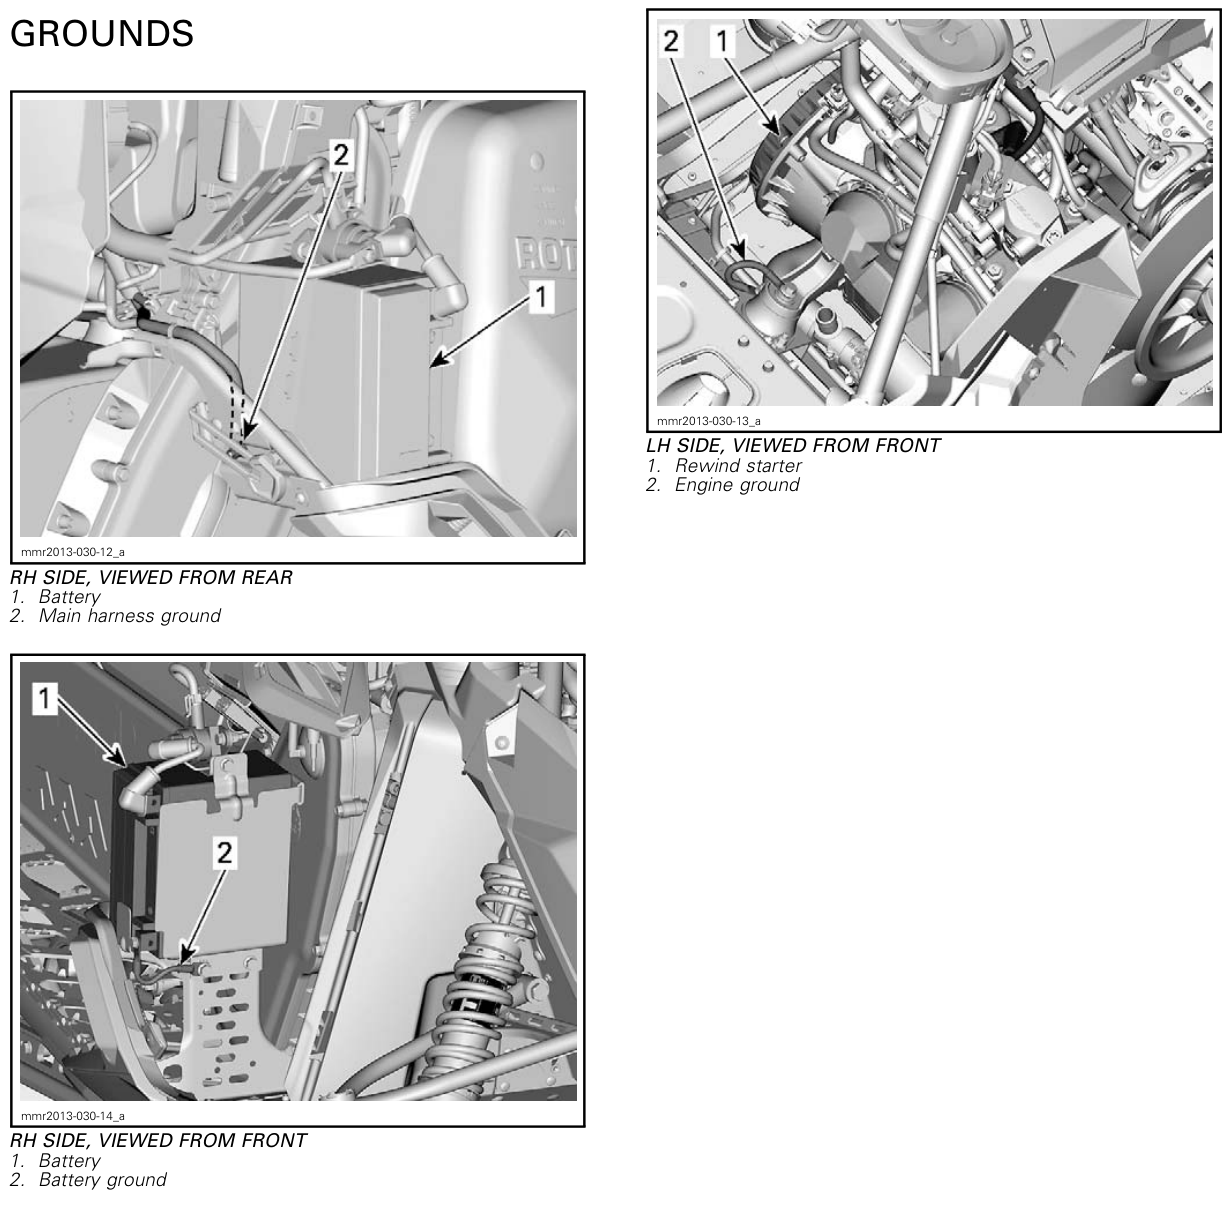 GROUNDS
2
1
ROT
mmr2013-030-12_a
RH SIDE, VIEWED FROM REAR
1. Battery
2. Main harness ground
1
2
mmr2013-030-14_a
RH SIDE, VIEWED FROM FRONT
1. Battery
2. Battery ground
2 1
mmr2013-030-13_a
LH SIDE, VIEWED FROM FRONT
1. Rewind starter
2. Engine ground